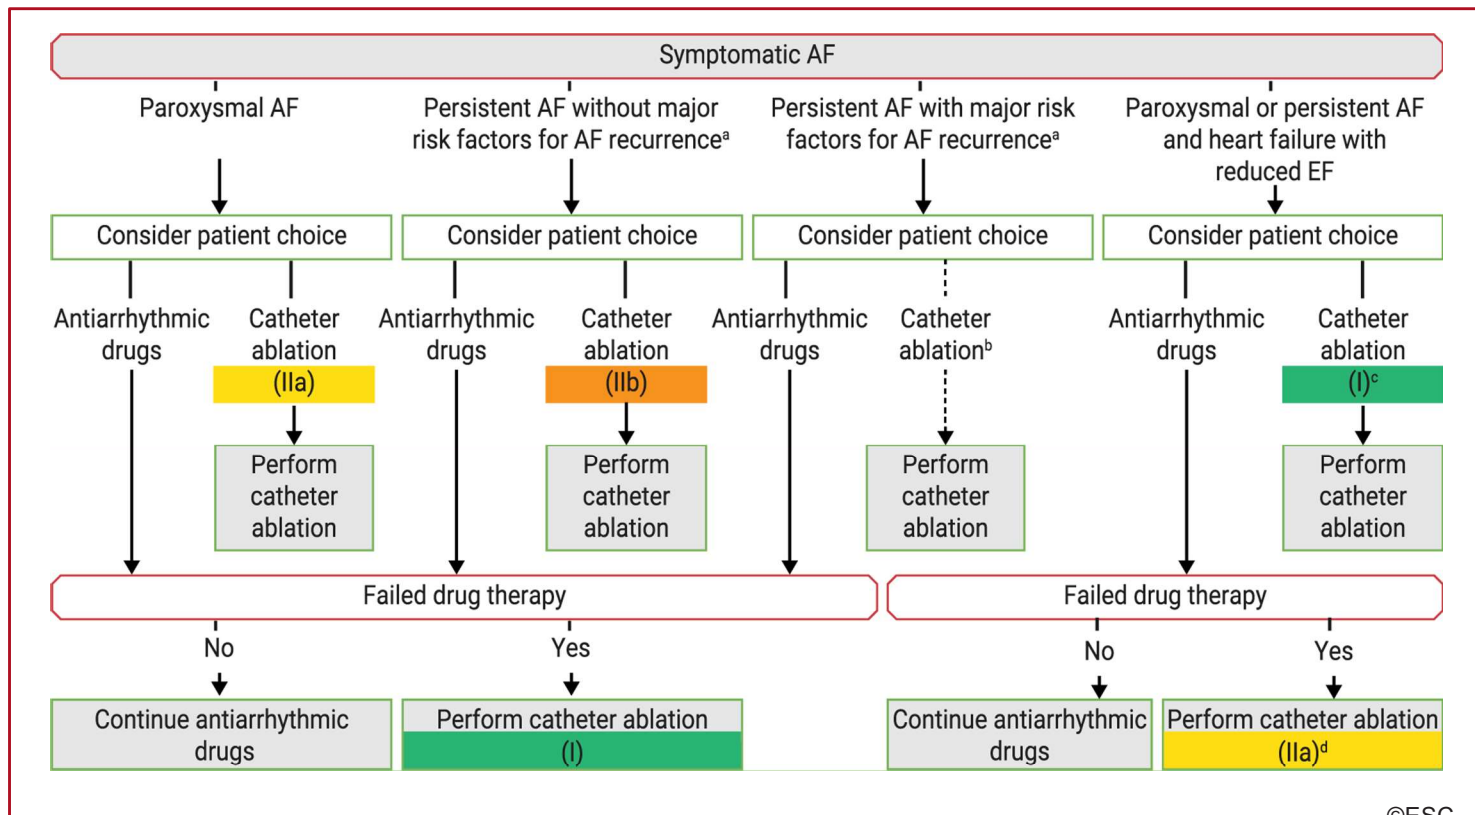 Symptomatic AF
Paroxysmal AF
Persistent AF without major
risk factors for AF recurrenceᵃ
Persistent AF with major risk
factors for AF recurrenceᵃ
Paroxysmal or persistent AF
and heart failure with
reduced EF
Consider patient choice
Consider patient choice
Consider patient choice
Consider patient choice
Antiarrhythmic
drugs
Catheter
ablation
(IIa)
Antiarrhythmic
drugs
Catheter
ablation
(IIb)
Antiarrhythmic
drugs
Catheter
ablationᵇ
Antiarrhythmic
drugs
Catheter
ablation
(I)ᶜ
Perform
catheter
ablation
Perform
catheter
ablation
Perform
catheter
ablation
Perform
catheter
ablation
Failed drug therapy
Failed drug therapy
No
Yes
No
Yes
Continue antiarrhythmic
drugs
Perform catheter ablation
(I)
Continue antiarrhythmic
drugs
Perform catheter ablation
(IIa)ᵈ
©ESC